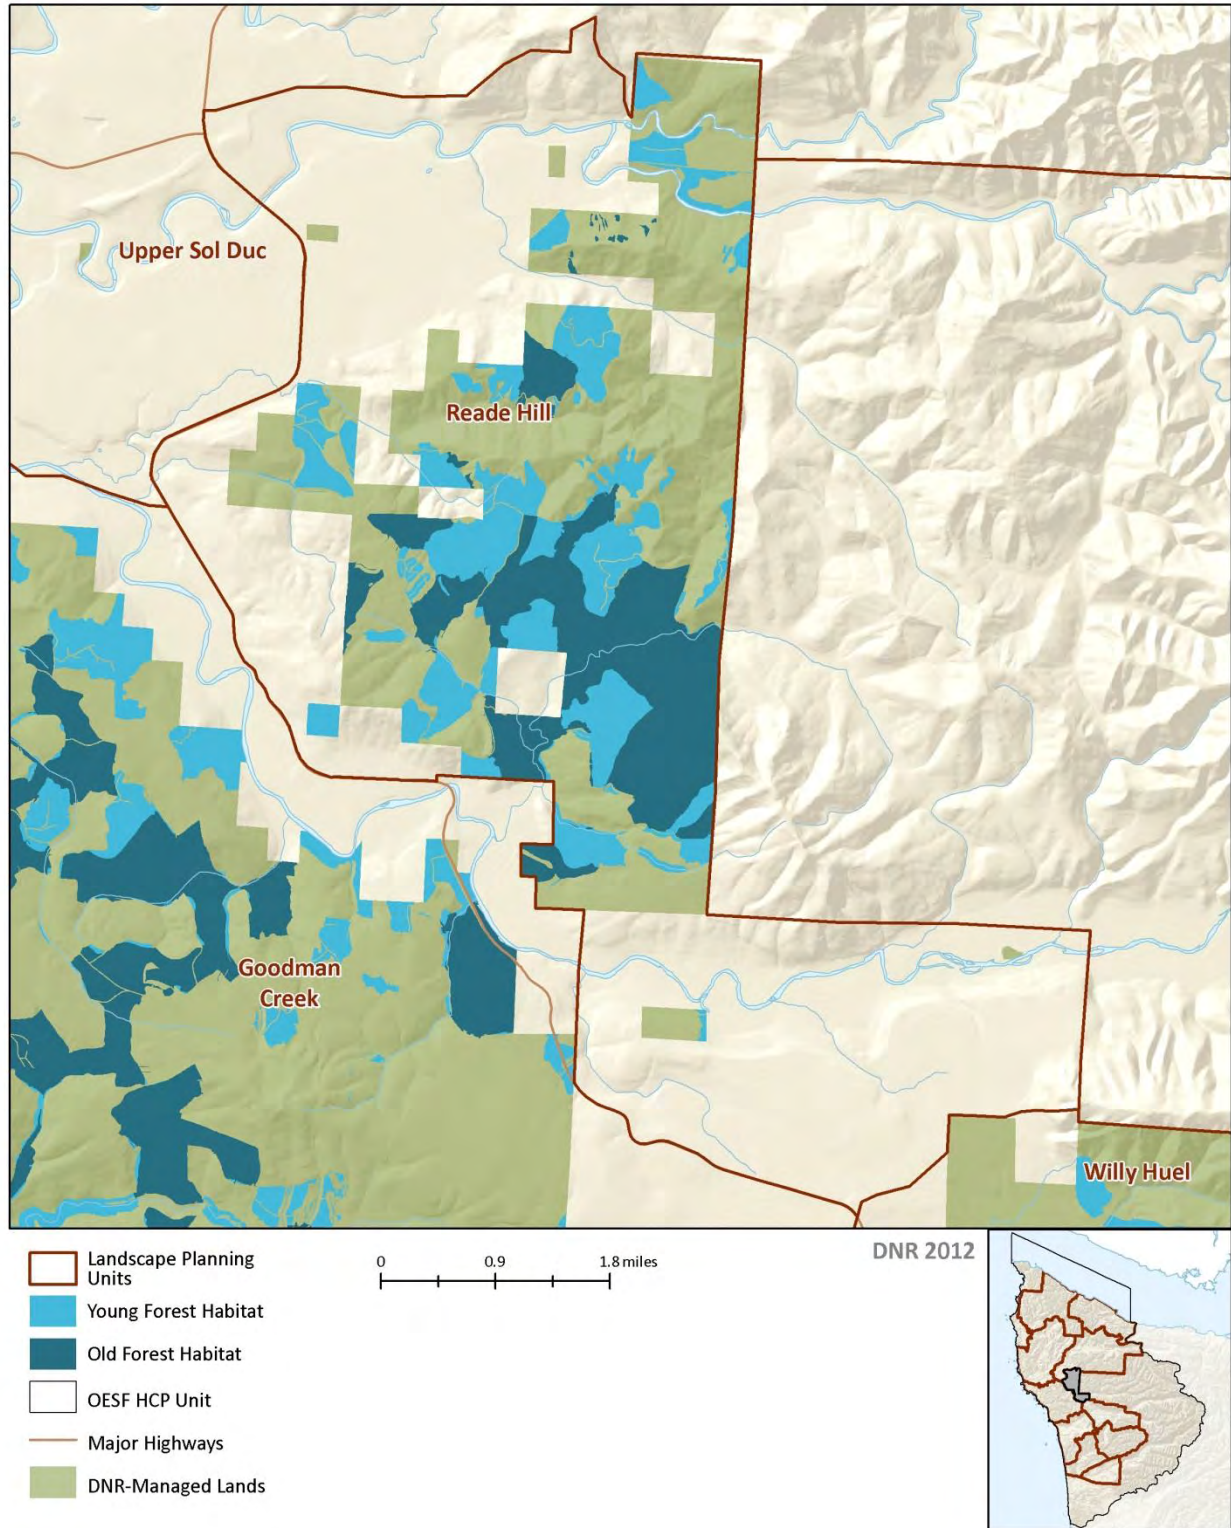 Upper Sol Duc
Reade Hill
Goodman
Creek
Willy Huel
DNR 2012
Landscape Planning
Units
Young Forest Habitat
Old Forest Habitat
OESF HCP Unit
Major Highways
DNR-Managed Lands
0 0.9 1.8 miles